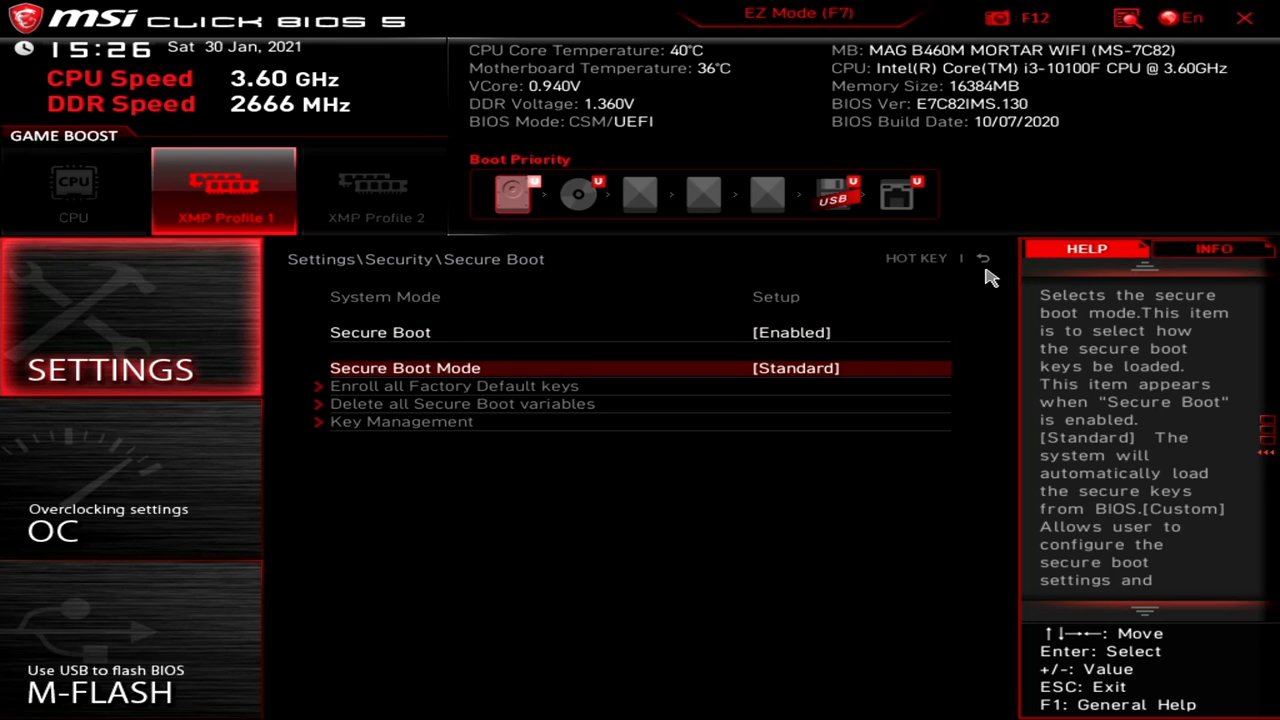 msi CLICK BIOS 5
EZ Mode (F7)
F12
En
15:26 Sat 30 Jan, 2021
CPU Speed 3.60 GHz
DDR Speed 2666 MHz
CPU Core Temperature: 40°C
Motherboard Temperature: 36°C
VCore: 0.940V
DDR Voltage: 1.360V
BIOS Mode: CSM/UEFI
MB: MAG B460M MORTAR WIFI (MS-7C82)
CPU: Intel(R) Core(TM) i3-10100F CPU @ 3.60GHz
Memory Size: 16384MB
BIOS Ver: E7C82IMS.130
BIOS Build Date: 10/07/2020
GAME BOOST
CPU
CPU
XMP Profile 1
XMP Profile 2
Boot Priority
U
U
USB
U
U
SETTINGS
Overclocking settings
OC
Use USB to flash BIOS
M-FLASH
Settings\Security\Secure Boot
HOT KEY |
System Mode Setup
Secure Boot [Enabled]
Secure Boot Mode [Standard]
> Enroll all Factory Default keys
> Delete all Secure Boot variables
> Key Management
HELP
INFO
Selects the secure
boot mode.This item
is to select how
the secure boot
keys be loaded.
This item appears
when "Secure Boot"
is enabled.
[Standard] The
system will
automatically load
the secure keys
from BIOS.[Custom]
Allows user to
configure the
secure boot
settings and
↑↓→←: Move
Enter: Select
+/-: Value
ESC: Exit
F1: General Help